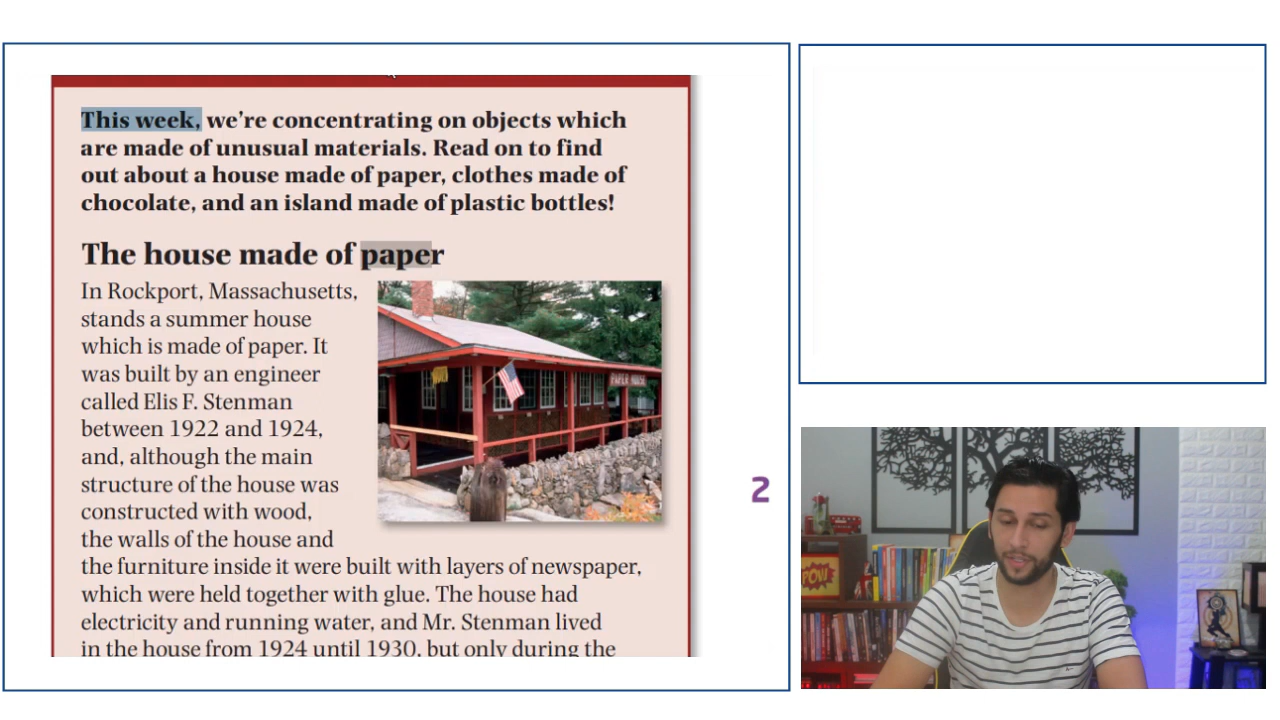 This week, we’re concentrating on objects which
are made of unusual materials. Read on to find
out about a house made of paper, clothes made of
chocolate, and an island made of plastic bottles!
The house made of paper
In Rockport, Massachusetts,
stands a summer house
which is made of paper. It
was built by an engineer
called Elis F. Stenman
between 1922 and 1924,
and, although the main
structure of the house was
constructed with wood,
the walls of the house and
the furniture inside it were built with layers of newspaper,
which were held together with glue. The house had
electricity and running water, and Mr. Stenman lived
in the house from 1924 until 1930, but only during the
PAPER HOUSE
2
POW!